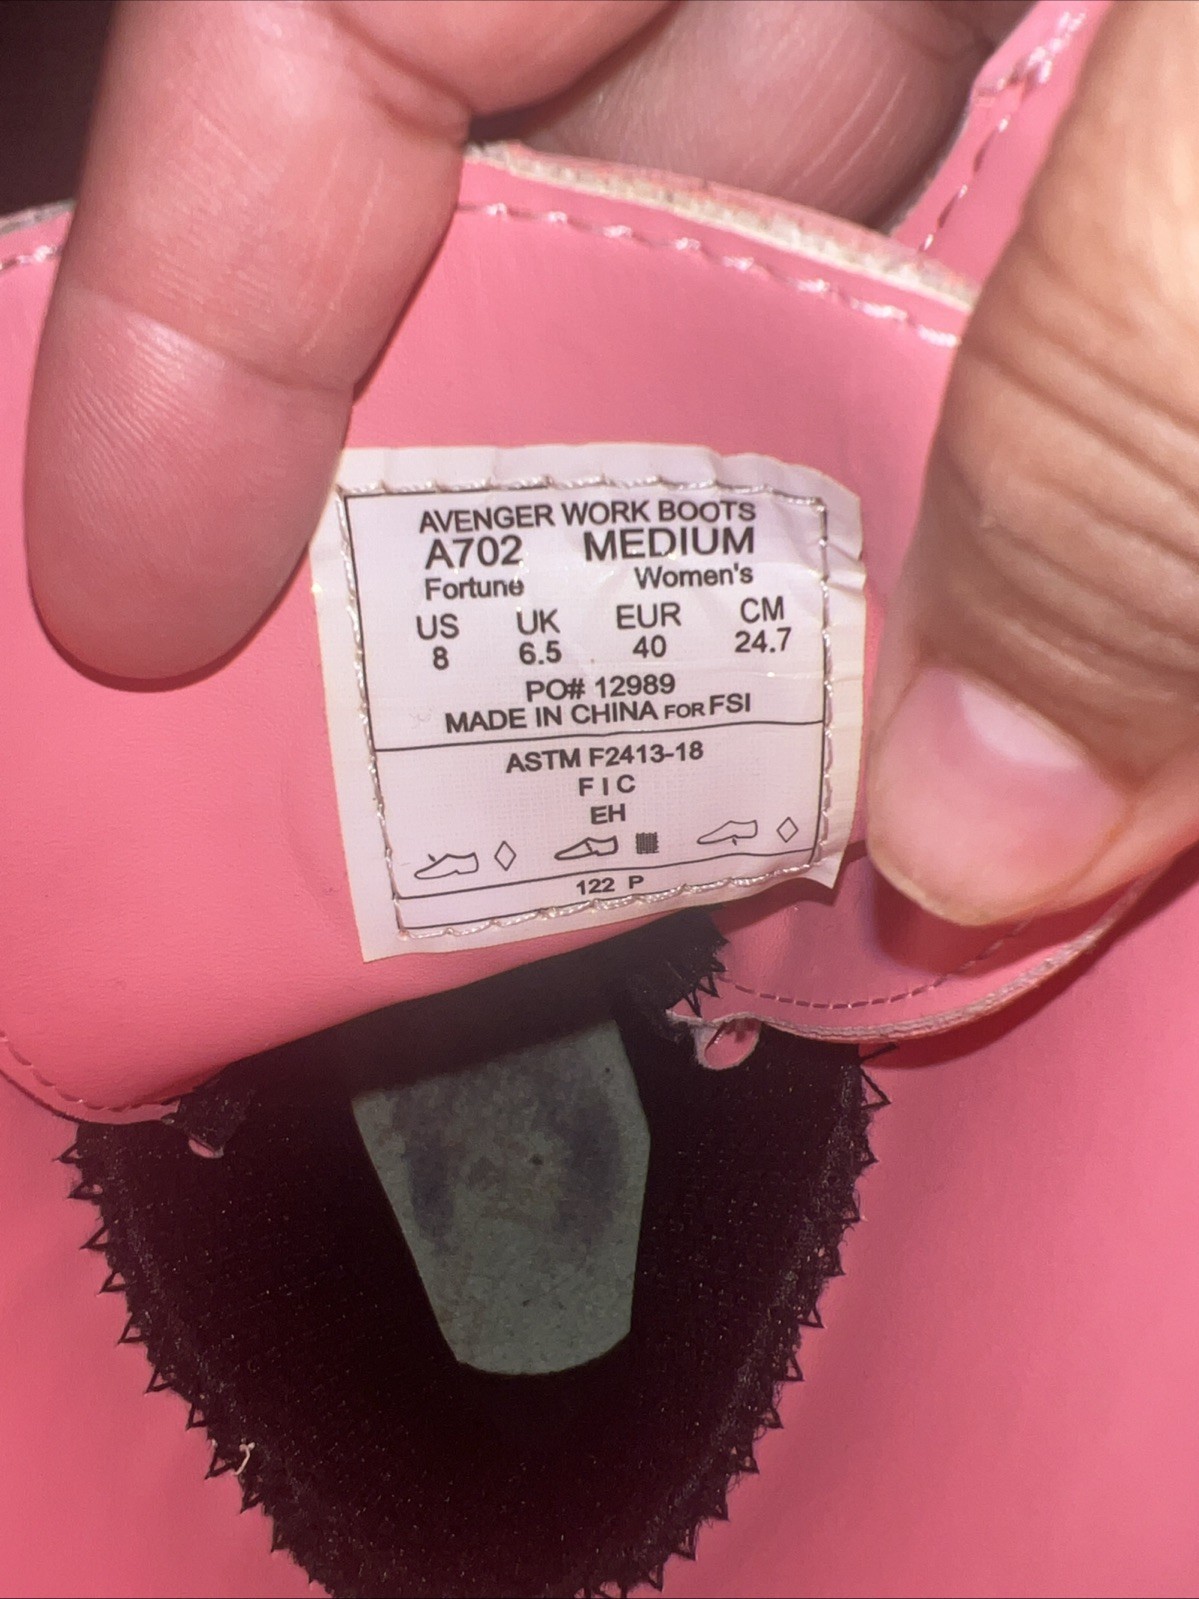 AVENGER WORK BOOTS
A702 MEDIUM
Fortune Women's
US UK EUR CM
8 6.5 40 24.7
PO# 12989
MADE IN CHINA FOR FSI
ASTM F2413-18
F I C
EH
122 P